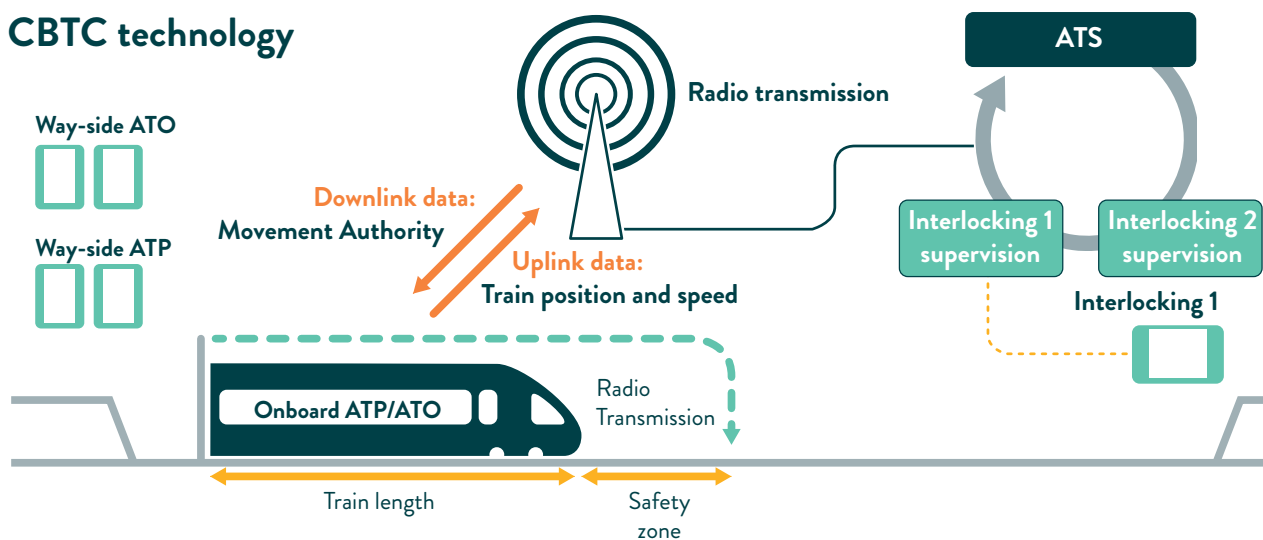 CBTC technology
ATS
Radio transmission
Way-side ATO
Downlink data:
Movement Authority
Interlocking 1
supervision
Interlocking 2
supervision
Way-side ATP
Uplink data:
Train position and speed
Interlocking 1
Onboard ATP/ATO
Radio
Transmission
Train length
Safety
zone